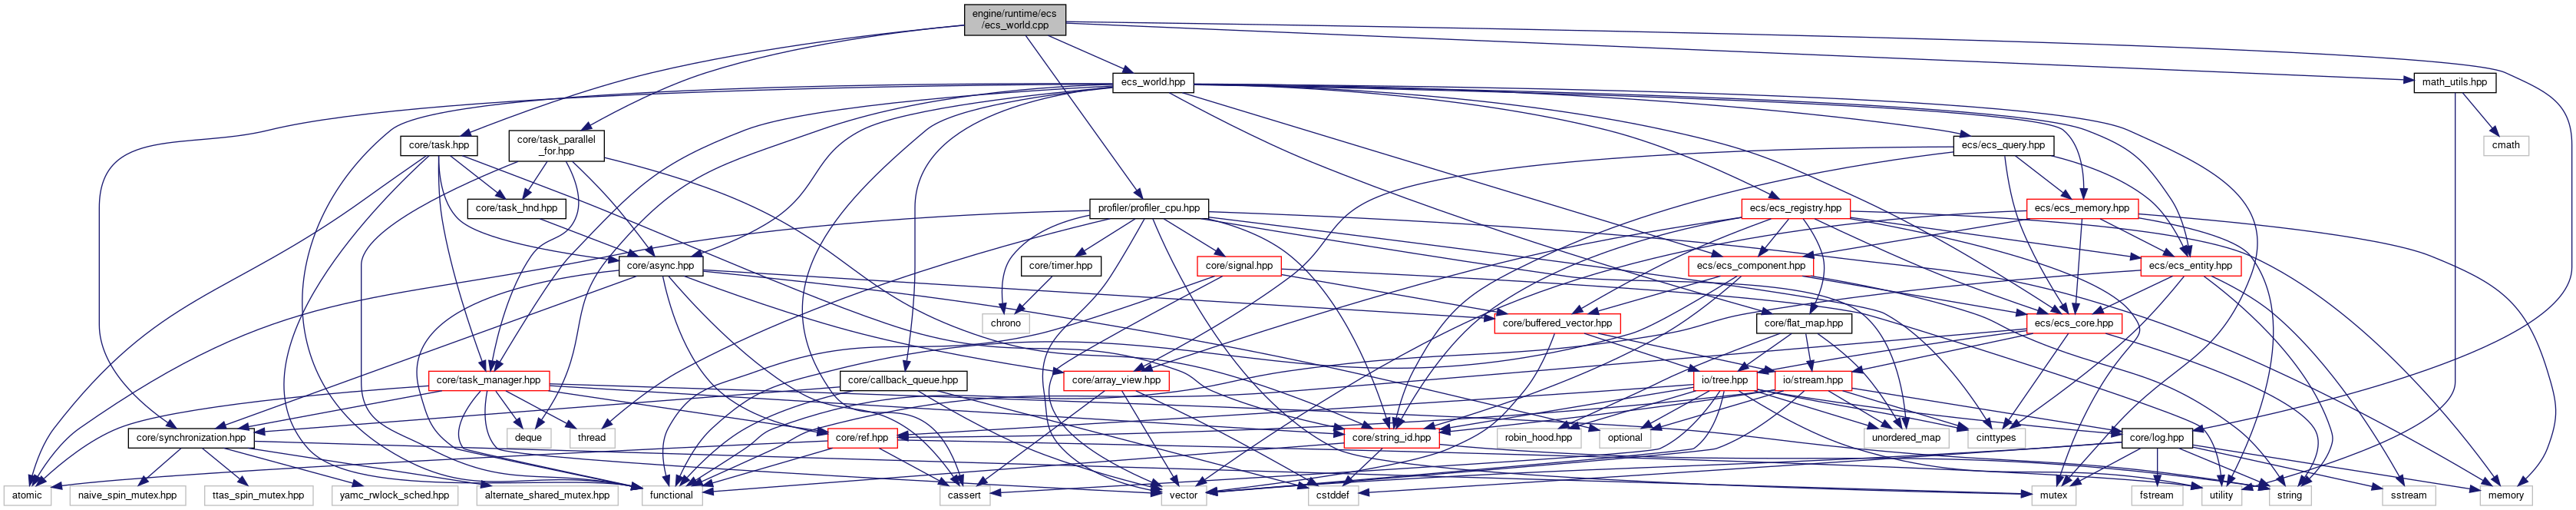 engine/runtime/ecs
/ecs_world.cpp
ecs_world.hpp
math_utils.hpp
core/task.hpp
core/task_parallel
_for.hpp
ecs/ecs_query.hpp
cmath
core/task_hnd.hpp
profiler/profiler_cpu.hpp
ecs/ecs_registry.hpp
ecs/ecs_memory.hpp
core/async.hpp
core/timer.hpp
core/signal.hpp
ecs/ecs_component.hpp
ecs/ecs_entity.hpp
chrono
core/buffered_vector.hpp
core/flat_map.hpp
ecs/ecs_core.hpp
core/task_manager.hpp
core/callback_queue.hpp
core/array_view.hpp
io/tree.hpp
io/stream.hpp
core/synchronization.hpp
deque
thread
core/ref.hpp
core/string_id.hpp
robin_hood.hpp
optional
unordered_map
cinttypes
core/log.hpp
atomic
naive_spin_mutex.hpp
ttas_spin_mutex.hpp
yamc_rwlock_sched.hpp
alternate_shared_mutex.hpp
functional
cassert
vector
cstddef
mutex
fstream
utility
string
sstream
memory